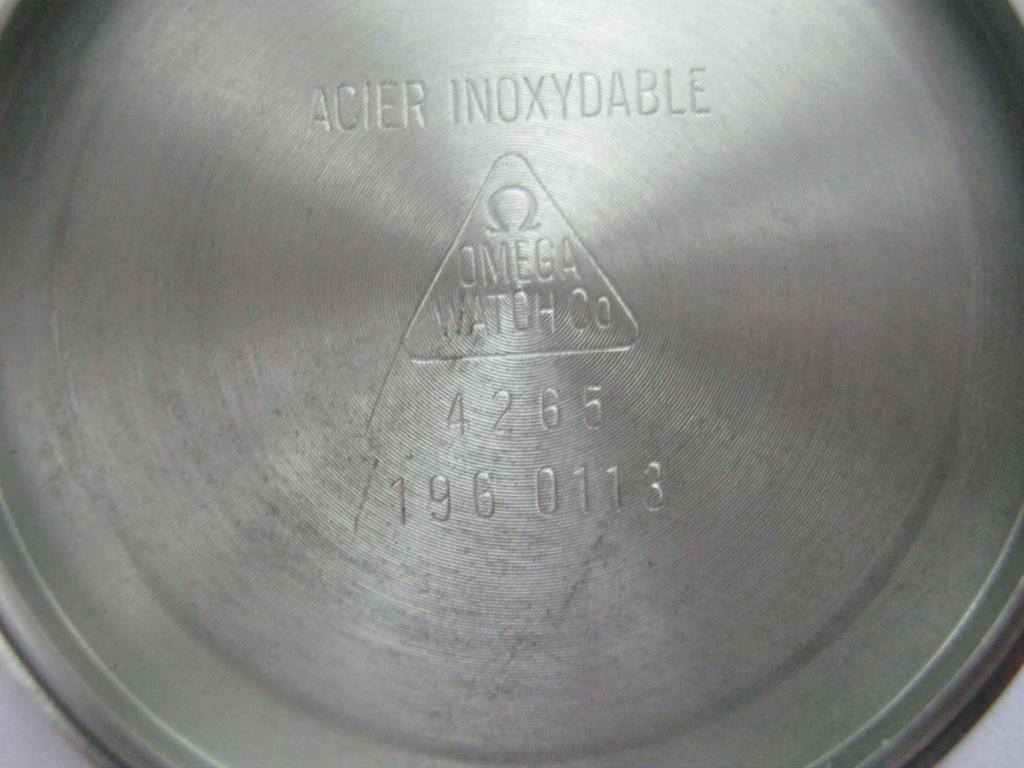 ACIER INOXYDABLE
Ω
OMEGA
WATCH Co
4265
196 0113